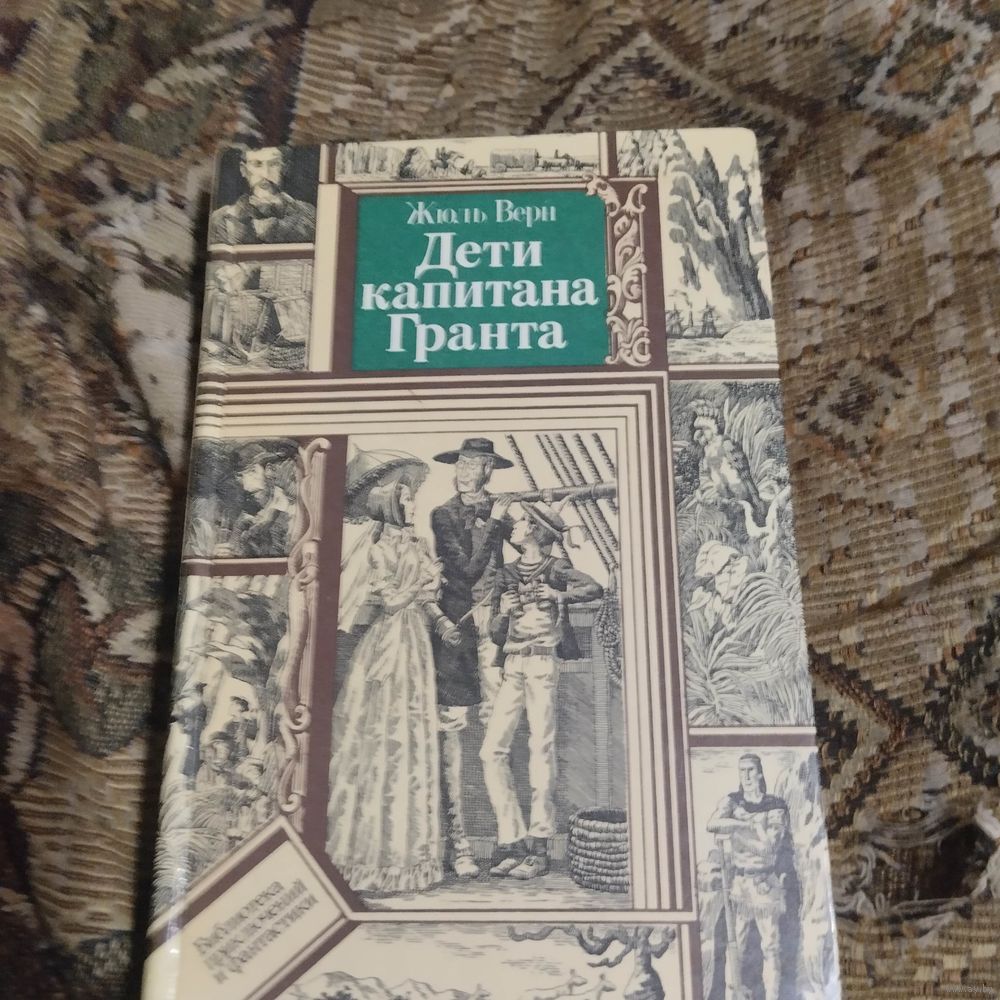 Жюль Верн
Дети
капитана
Гранта
Библиотека
приключений
и фантастики